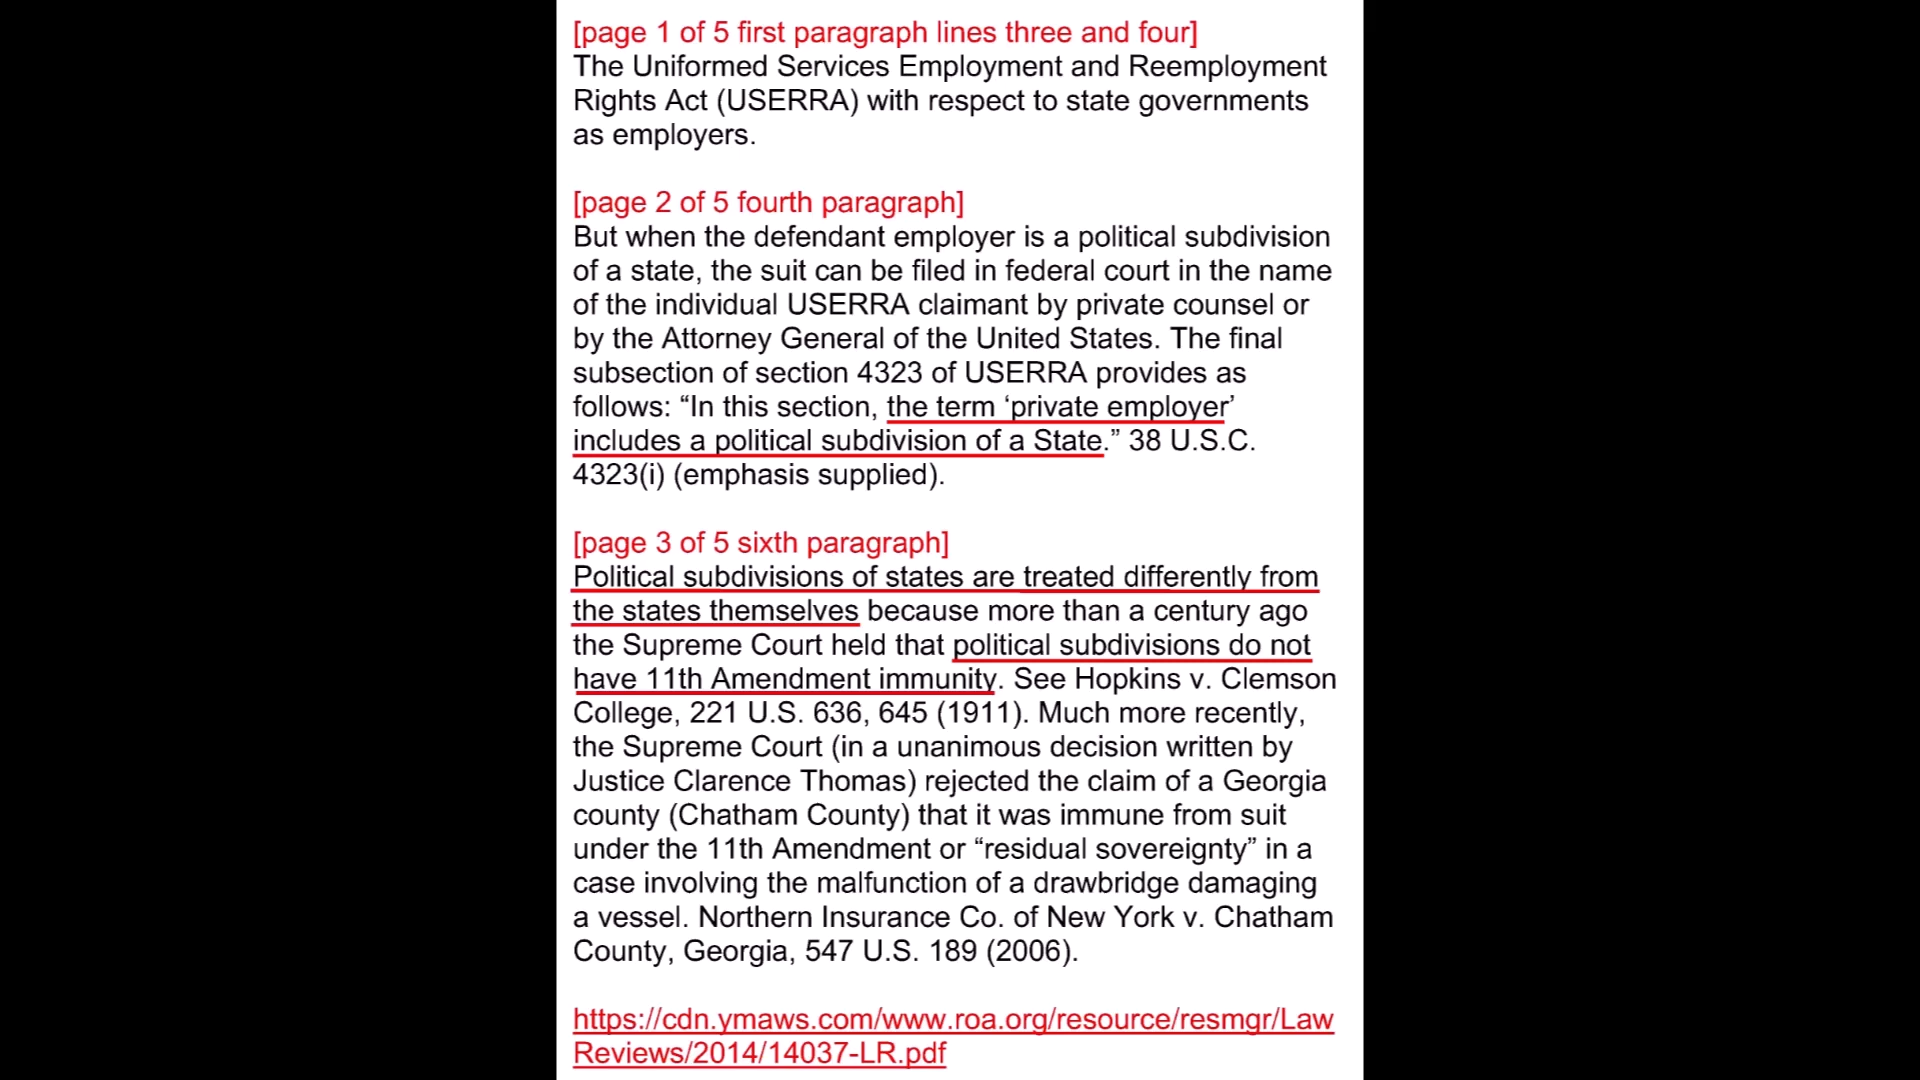 [page 1 of 5 first paragraph lines three and four]
The Uniformed Services Employment and Reemployment
Rights Act (USERRA) with respect to state governments
as employers.
[page 2 of 5 fourth paragraph]
But when the defendant employer is a political subdivision
of a state, the suit can be filed in federal court in the name
of the individual USERRA claimant by private counsel or
by the Attorney General of the United States. The final
subsection of section 4323 of USERRA provides as
follows: “In this section, the term ‘private employer’
includes a political subdivision of a State.” 38 U.S.C.
4323(i) (emphasis supplied).
[page 3 of 5 sixth paragraph]
Political subdivisions of states are treated differently from
the states themselves because more than a century ago
the Supreme Court held that political subdivisions do not
have 11th Amendment immunity. See Hopkins v. Clemson
College, 221 U.S. 636, 645 (1911). Much more recently,
the Supreme Court (in a unanimous decision written by
Justice Clarence Thomas) rejected the claim of a Georgia
county (Chatham County) that it was immune from suit
under the 11th Amendment or “residual sovereignty” in a
case involving the malfunction of a drawbridge damaging
a vessel. Northern Insurance Co. of New York v. Chatham
County, Georgia, 547 U.S. 189 (2006).
https://cdn.ymaws.com/www.roa.org/resource/resmgr/Law
Reviews/2014/14037-LR.pdf